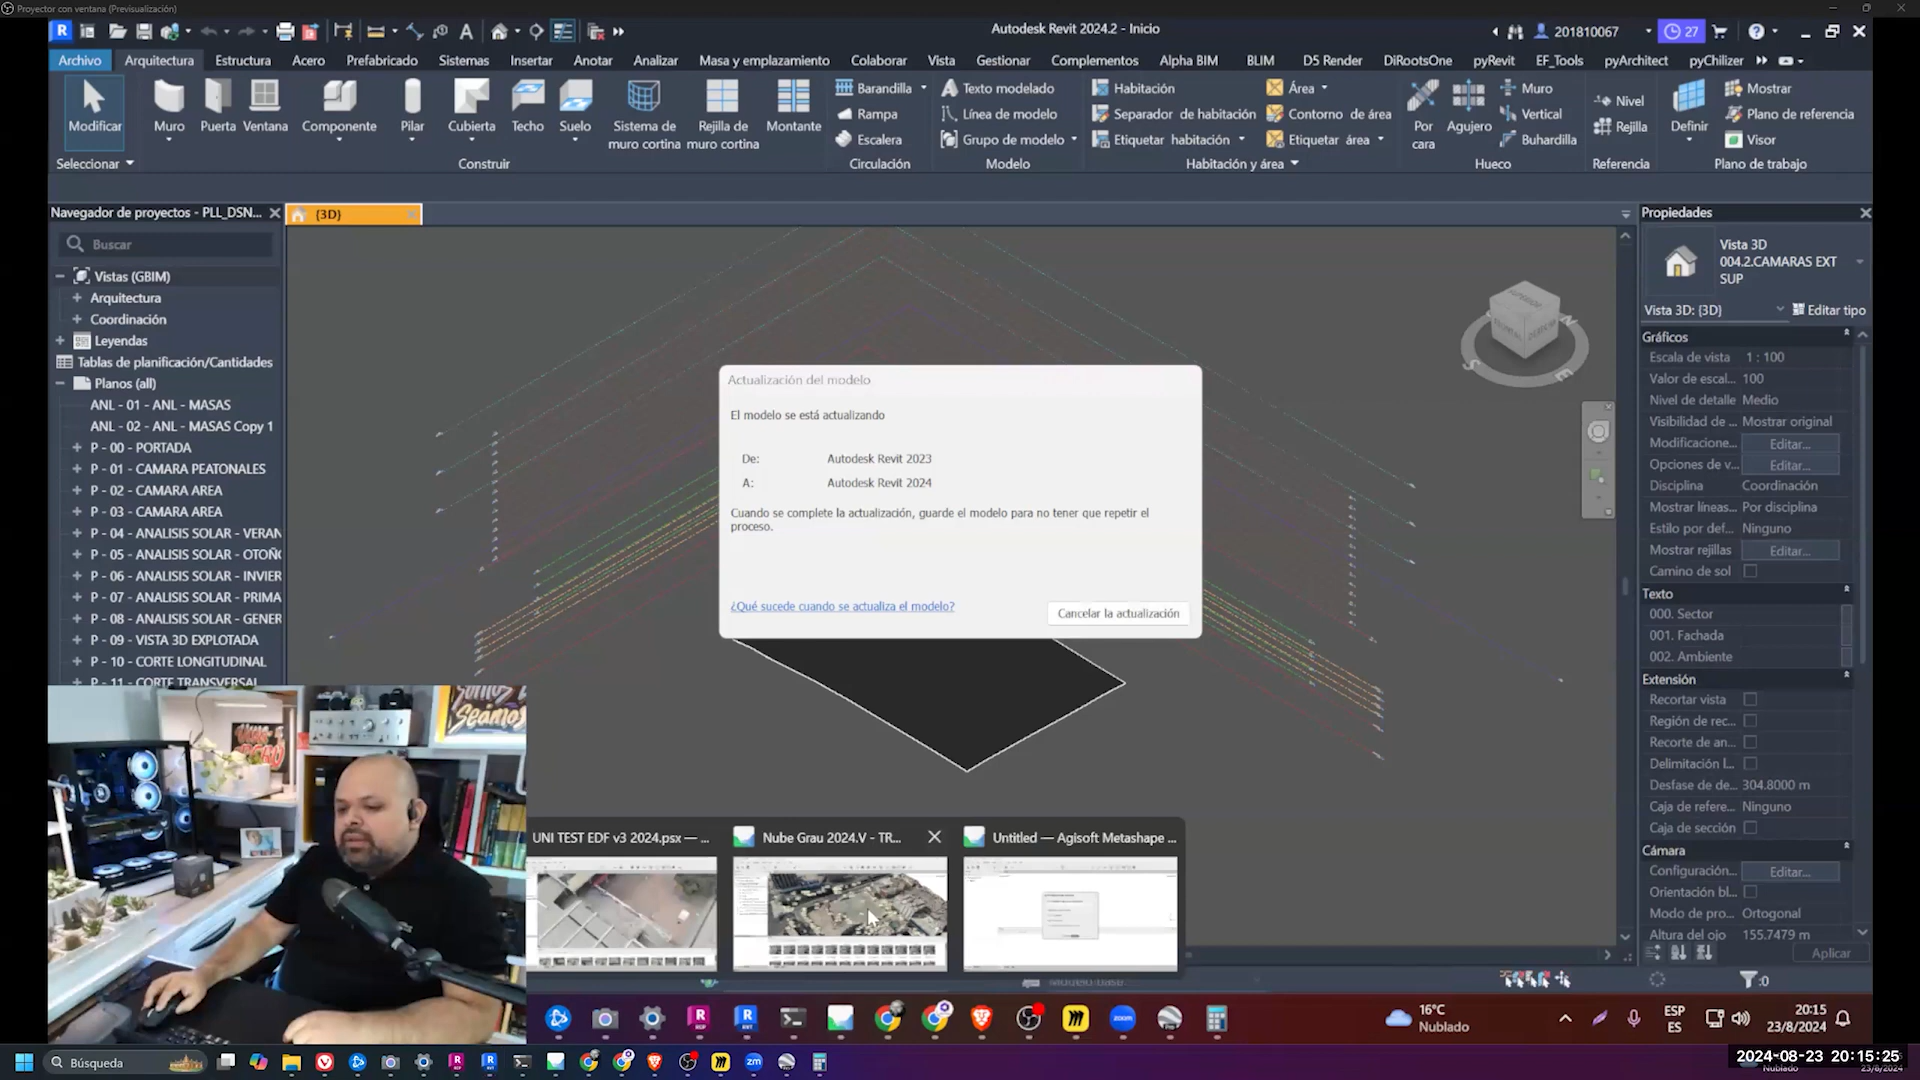 Proyector con ventana (Previsualización)
Autodesk Revit 2024.2 - Inicio
201810067
27
Archivo
Arquitectura
Estructura
Acero
Prefabricado
Sistemas
Insertar
Anotar
Analizar
Masa y emplazamiento
Colaborar
Vista
Gestionar
Complementos
Alpha BIM
BLIM
D5 Render
DiRootsOne
pyRevit
EF_Tools
pyArchitect
pyChilizer
Modificar
Muro
Puerta
Ventana
Componente
Pilar
Cubierta
Techo
Suelo
Sistema de
muro cortina
Rejilla de
muro cortina
Montante
Barandilla
Rampa
Escalera
Texto modelado
Línea de modelo
Grupo de modelo
Habitación
Separador de habitación
Etiquetar habitación
Área
Contorno de área
Etiquetar área
Por
cara
Agujero
Muro
Vertical
Buhardilla
Nivel
Rejilla
Definir
Mostrar
Plano de referencia
Visor
Seleccionar
Construir
Circulación
Modelo
Habitación y área
Hueco
Referencia
Plano de trabajo
Navegador de proyectos - PLL_DSN...
(3D)
Propiedades
Buscar
Vistas (GBIM)
Arquitectura
Coordinación
Leyendas
Tablas de planificación/Cantidades
Planos (all)
ANL - 01 - ANL - MASAS
ANL - 02 - ANL - MASAS Copy 1
P - 00 - PORTADA
P - 01 - CAMARA PEATONALES
P - 02 - CAMARA AREA
P - 03 - CAMARA AREA
P - 04 - ANALISIS SOLAR - VERAN
P - 05 - ANALISIS SOLAR - OTOÑO
P - 06 - ANALISIS SOLAR - INVIER
P - 07 - ANALISIS SOLAR - PRIMA
P - 08 - ANALISIS SOLAR - GENER
P - 09 - VISTA 3D EXPLOTADA
P - 10 - CORTE LONGITUDINAL
P - 11 - CORTE TRANSVERSAL
Actualización del modelo
El modelo se está actualizando
De: Autodesk Revit 2023
A: Autodesk Revit 2024
Cuando se complete la actualización, guarde el modelo para no tener que repetir el
proceso.
¿Qué sucede cuando se actualiza el modelo?
Cancelar la actualización
Vista 3D
004.2.CAMARAS EXT
SUP
Vista 3D: {3D}
Editar tipo
Gráficos
Escala de vista 1 : 100
Valor de escal... 100
Nivel de detalle Medio
Visibilidad de ... Mostrar original
Modificacione... Editar...
Opciones de v... Editar...
Disciplina Coordinación
Mostrar líneas... Por disciplina
Estilo por def... Ninguno
Mostrar rejillas Editar...
Camino de sol
Texto
000. Sector
001. Fachada
002. Ambiente
Extensión
Recortar vista
Región de rec...
Recorte de an...
Delimitación l...
Desfase de de... 304.8000 m
Caja de refere... Ninguno
Caja de sección
Cámara
Configuración... Editar...
Orientación bl...
Modo de pro... Ortogonal
Altura del ojo 155.7479 m
Aplicar
:0
UNI TEST EDF v3 2024.psx — ...
Nube Grau 2024.V - TR...
Untitled — Agisoft Metashape ...
Modelo base
Somos
Seamos
16°C
Nublado
ESP
ES
20:15
23/8/2024
Búsqueda
2024-08-23 20:15:25
Nublado
23/8/2024